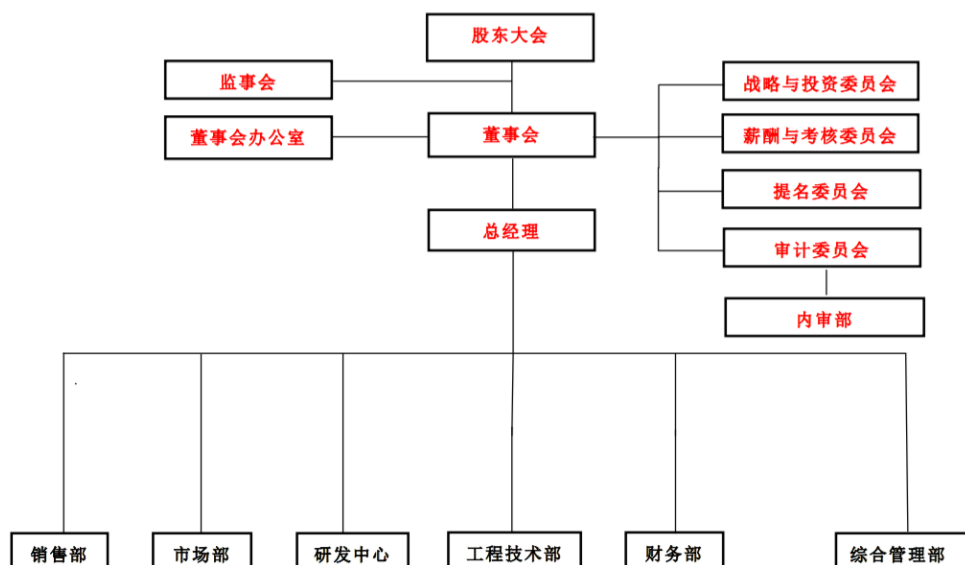 股东大会
监事会
战略与投资委员会
董事会办公室
董事会
薪酬与考核委员会
提名委员会
总经理
审计委员会
内审部
销售部
市场部
研发中心
工程技术部
财务部
综合管理部